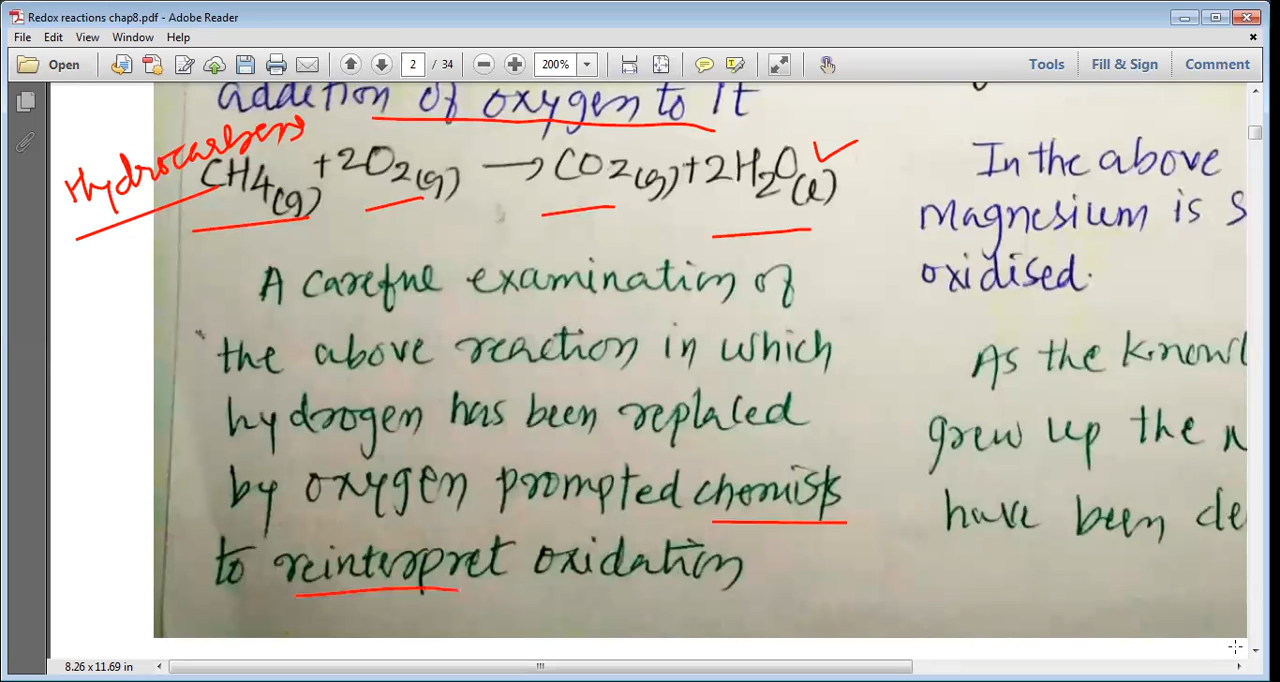 Redox reactions chap8.pdf - Adobe Reader
File Edit View Window Help
Open 2 / 34 200% Tools Fill & Sign Comment
addition of oxygen to it
Hydrocarbens
CH4(g) + 2O2(g) → CO2(g) + 2H2O(l) ✓
A careful examination of
the above reaction in which
hydrogen has been replaced
by oxygen prompted chemists
to reinterpret oxidation
In the above
magnesium is s
oxidised.
As the knowl
grew up the n
have been de
8.26 x 11.69 in